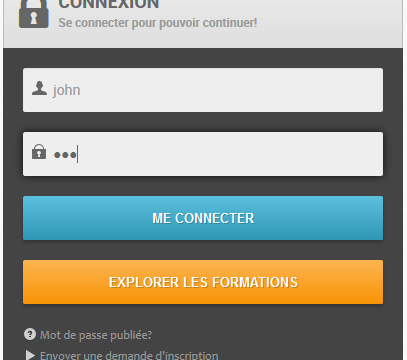 CONNEXION
Se connecter pour pouvoir continuer!
john
•••
ME CONNECTER
EXPLORER LES FORMATIONS
Mot de passe publiée?
Envoyer une demande d'inscription